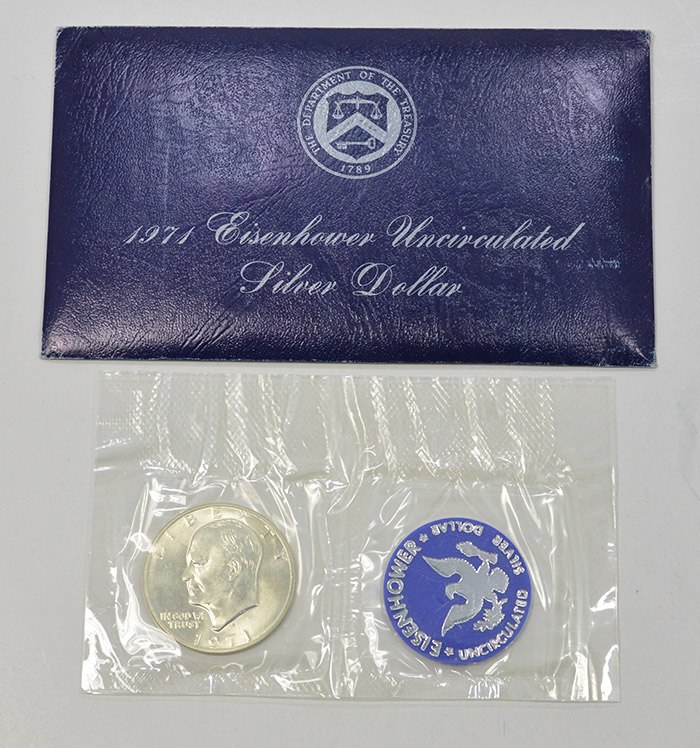 THE DEPARTMENT OF THE TREASURY
1789
1971 Eisenhower Uncirculated
Silver Dollar
LIBERTY
IN GOD WE
TRUST
1971
EISENHOWER
UNCIRCULATED
SILVER
DOLLAR